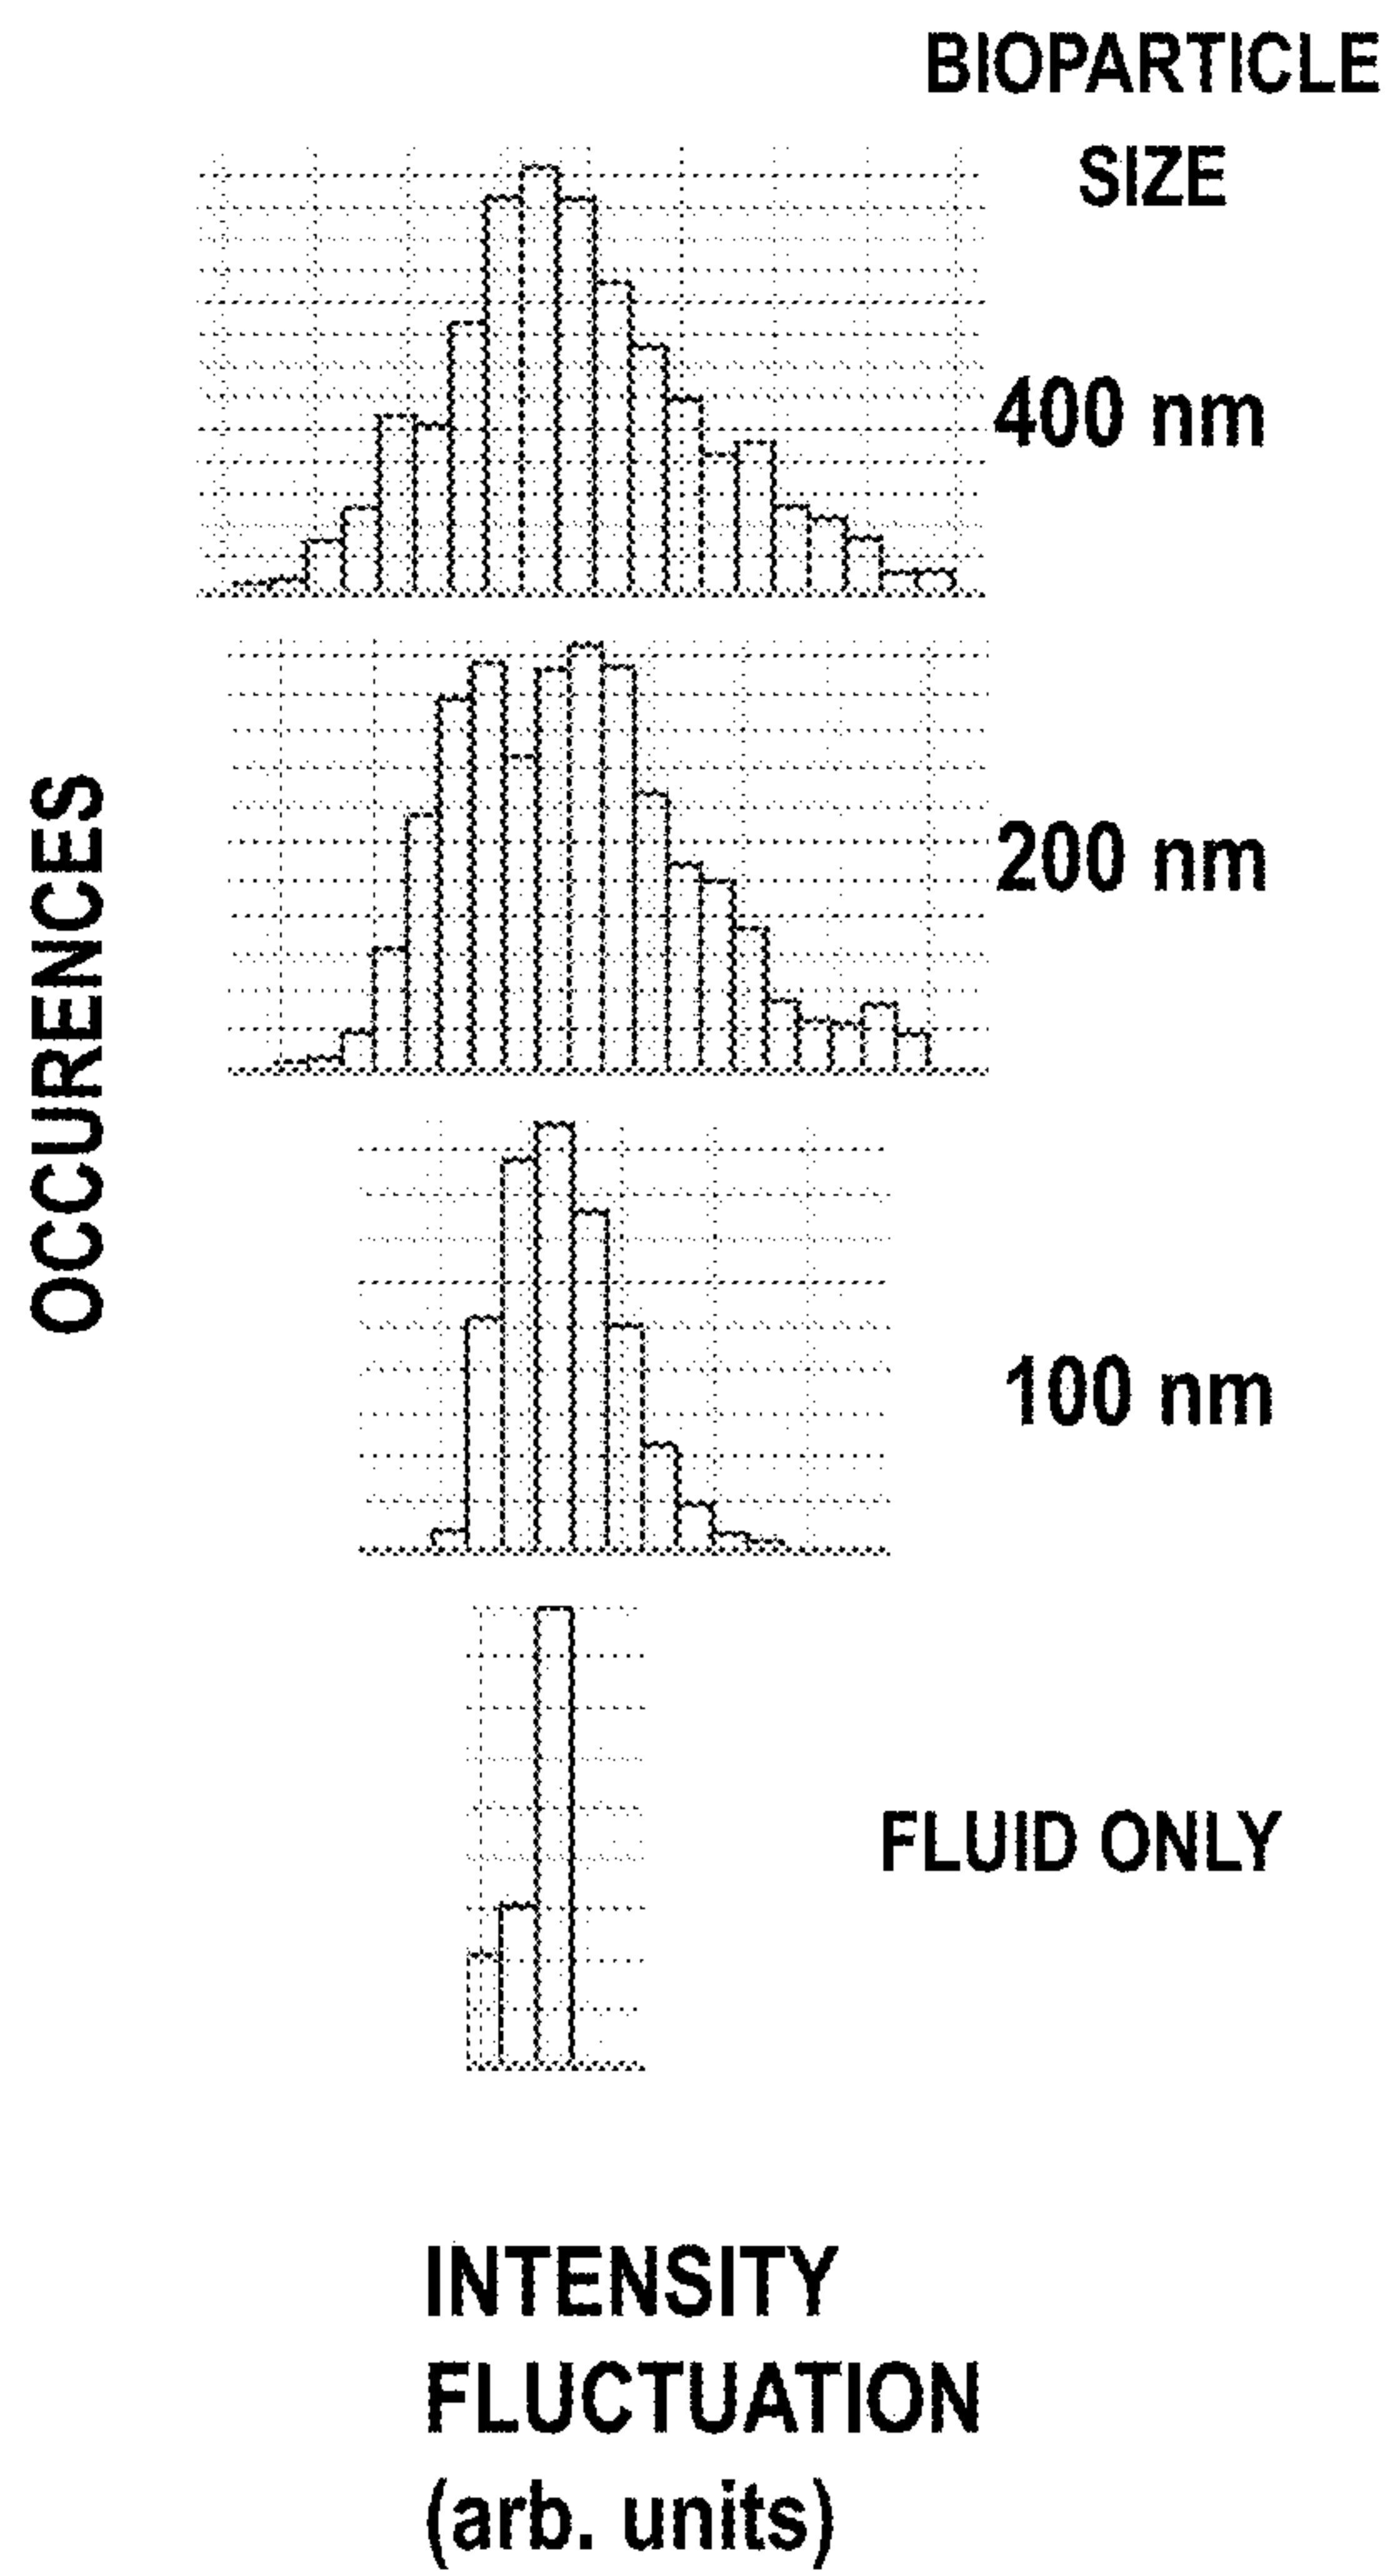 BIOPARTICLE
SIZE
400 nm
200 nm
100 nm
FLUID ONLY
OCCURENCES
INTENSITY
FLUCTUATION
(arb. units)